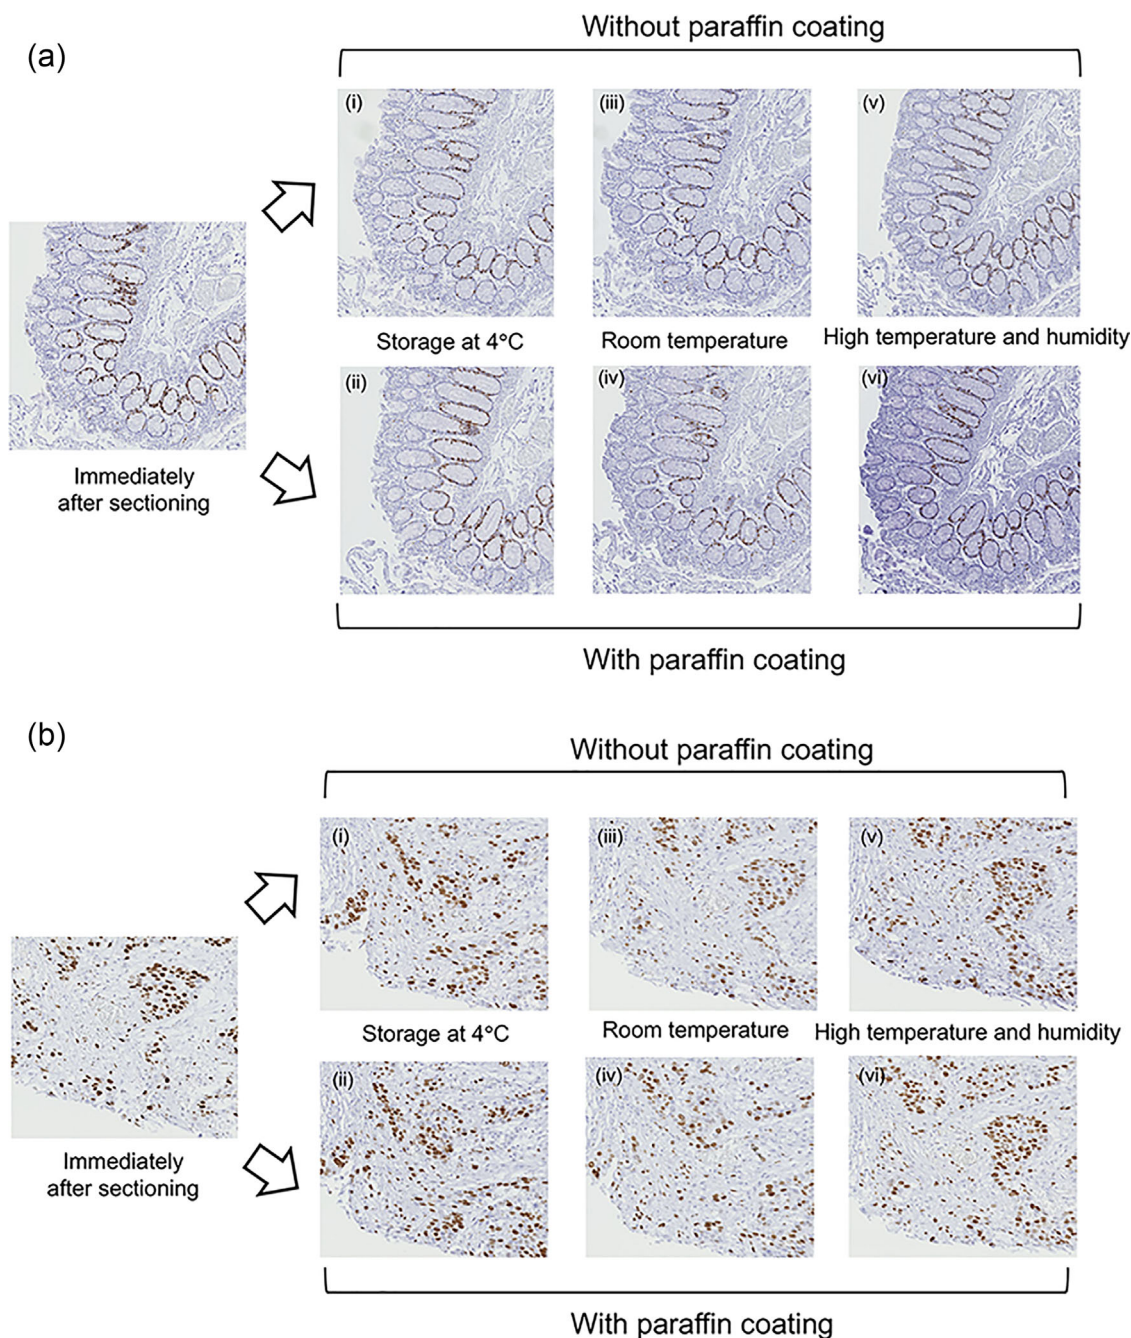 (a)
Without paraffin coating
(i)
(iii)
(v)
Storage at 4°C
Room temperature
High temperature and humidity
Immediately
after sectioning
(ii)
(iv)
(vi)
With paraffin coating
(b)
Without paraffin coating
(i)
(iii)
(v)
Storage at 4°C
Room temperature
High temperature and humidity
Immediately
after sectioning
(ii)
(iv)
(vi)
With paraffin coating